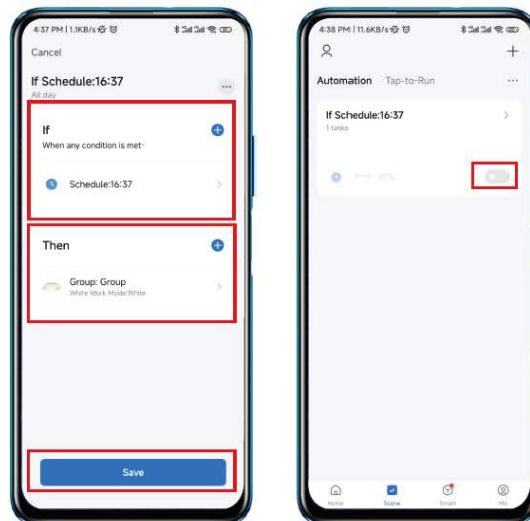 4:37 PM | 1.1KB/s
Cancel
If Schedule:16:37
All day
If
When any condition is met
Schedule:16:37
Then
Group: Group
White Work Mode:White
Save
4:38 PM | 11.6KB/s
Automation Tap-to-Run
If Schedule:16:37
1 tasks
Home Scene Smart Me